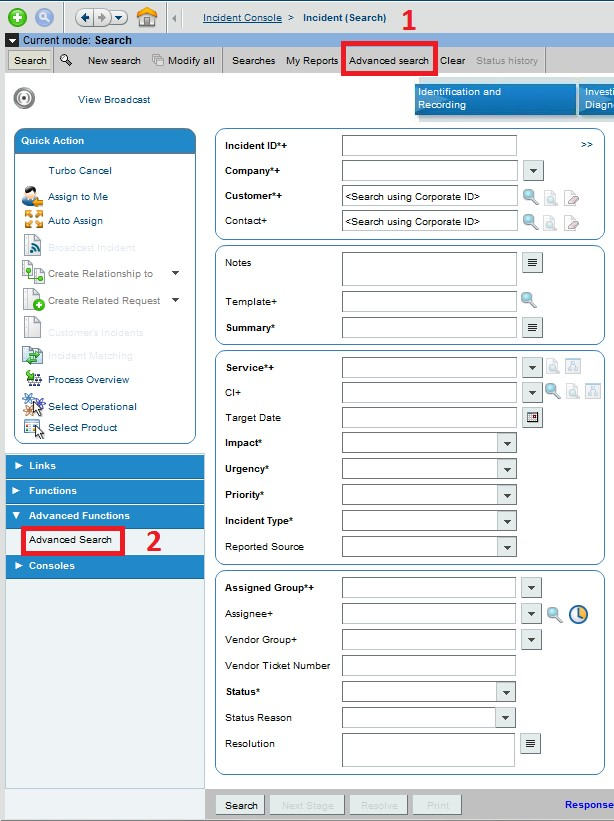 Incident Console > Incident (Search)
1
Current mode: Search
Search New search Modify all Searches My Reports Advanced search Clear Status history
Identification and
Recording
Investi
Diagn
View Broadcast
Quick Action
Turbo Cancel
Assign to Me
Auto Assign
Broadcast Incident
Create Relationship to
Create Related Request
Customer's Incidents
Incident Matching
Process Overview
Select Operational
Select Product
Links
Functions
Advanced Functions
Advanced Search
2
Consoles
Incident ID*+ >>
Company*+
Customer*+ <Search using Corporate ID>
Contact+ <Search using Corporate ID>
Notes
Template+
Summary*
Service*+
CI+
Target Date
Impact*
Urgency*
Priority*
Incident Type*
Reported Source
Assigned Group*+
Assignee+
Vendor Group+
Vendor Ticket Number
Status*
Status Reason
Resolution
Search Next Stage Resolve Print Response